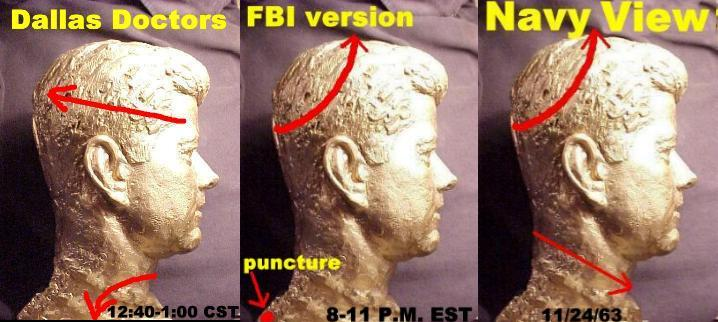 Dallas Doctors
FBI version
Navy View
puncture
12:40-1:00 CST
8-11 P.M. EST
11/24/63